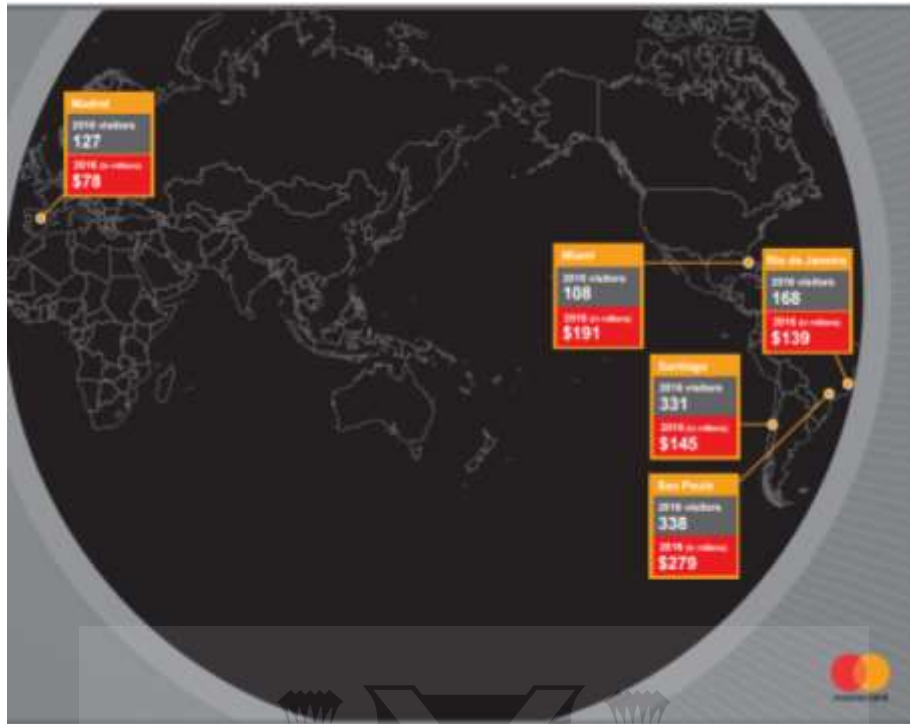 Madrid
2016 visitors
127
2016 (in millions)
$78
Miami
2016 visitors
108
2016 (in millions)
$191
Rio de Janeiro
2016 visitors
168
2016 (in millions)
$139
Santiago
2016 visitors
331
2016 (in millions)
$145
Sao Paulo
2016 visitors
338
2016 (in millions)
$279
mastercard